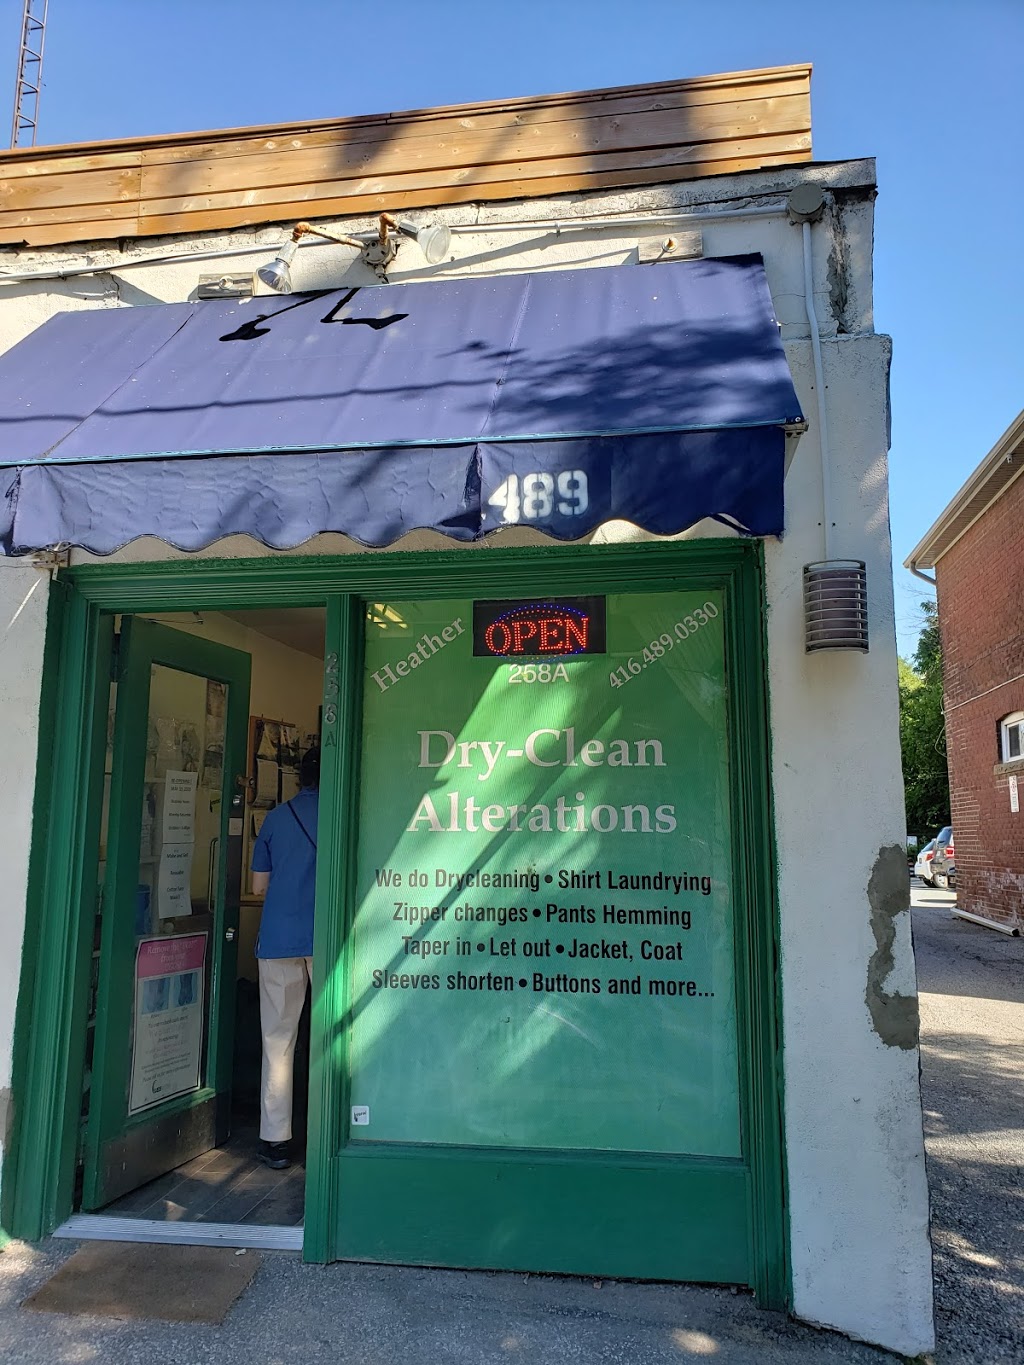 489
OPEN
Heather
258A
416.489.0330
258A
Dry-Clean
Alterations
We do Drycleaning • Shirt Laundrying
Zipper changes • Pants Hemming
Taper in • Let out • Jacket, Coat
Sleeves shorten • Buttons and more...